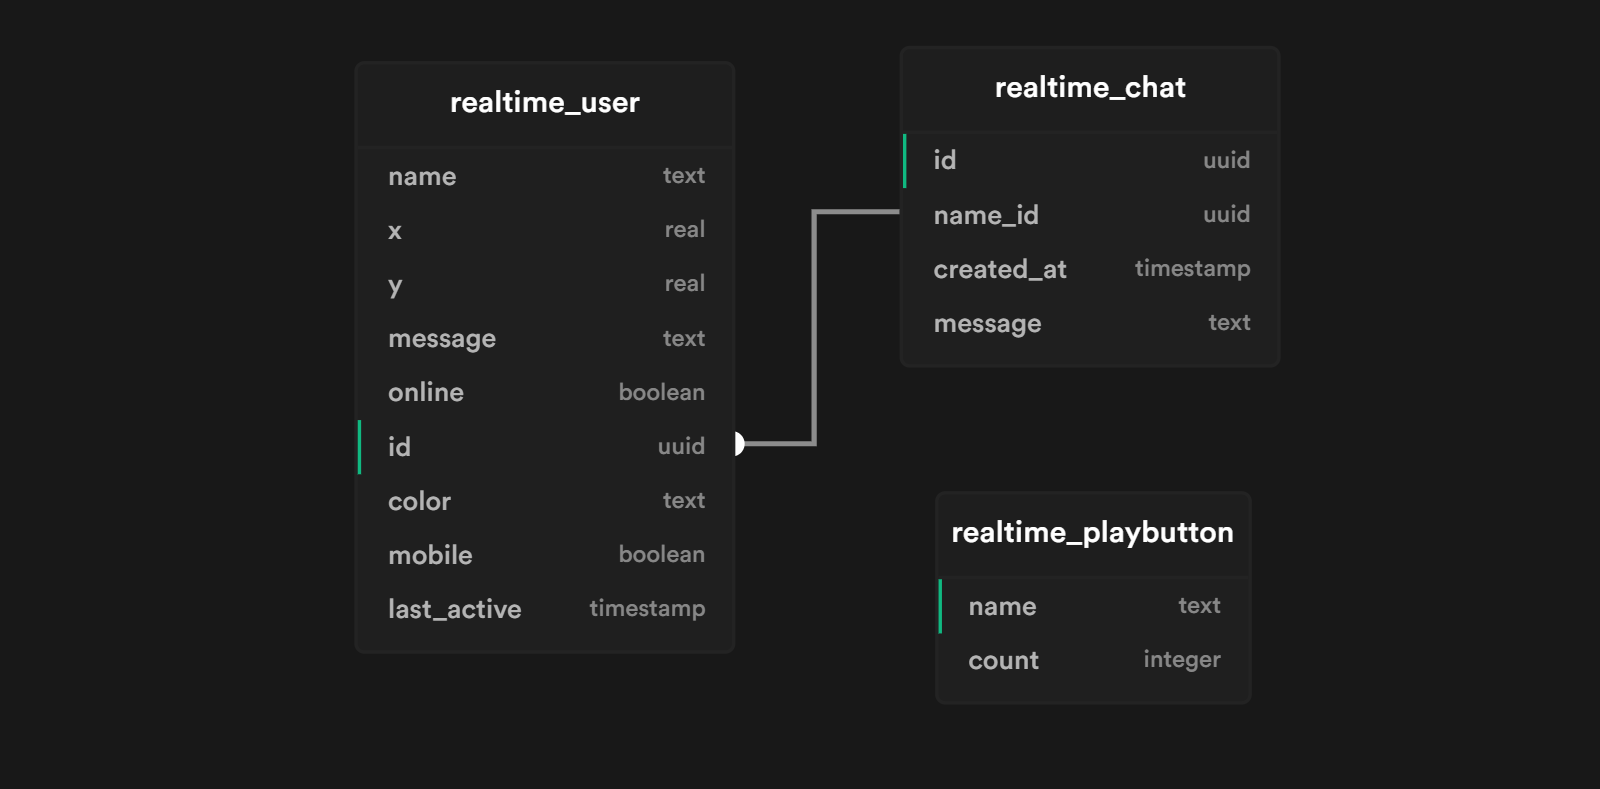 realtime_user
name text
x real
y real
message text
online boolean
id uuid
color text
mobile boolean
last_active timestamp
realtime_chat
id uuid
name_id uuid
created_at timestamp
message text
realtime_playbutton
name text
count integer